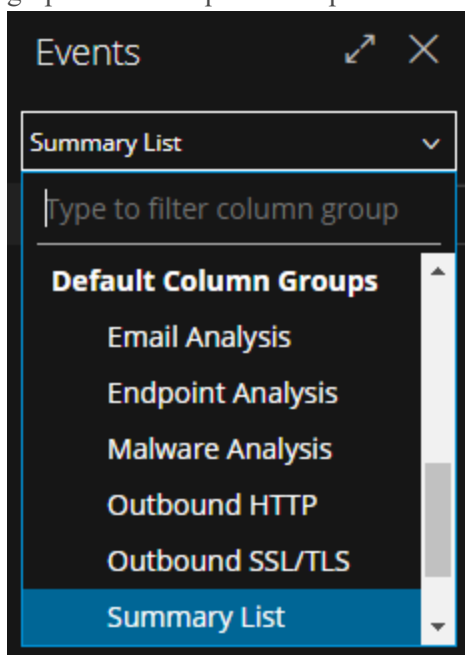 Events
Summary List
Type to filter column group
Default Column Groups
Email Analysis
Endpoint Analysis
Malware Analysis
Outbound HTTP
Outbound SSL/TLS
Summary List